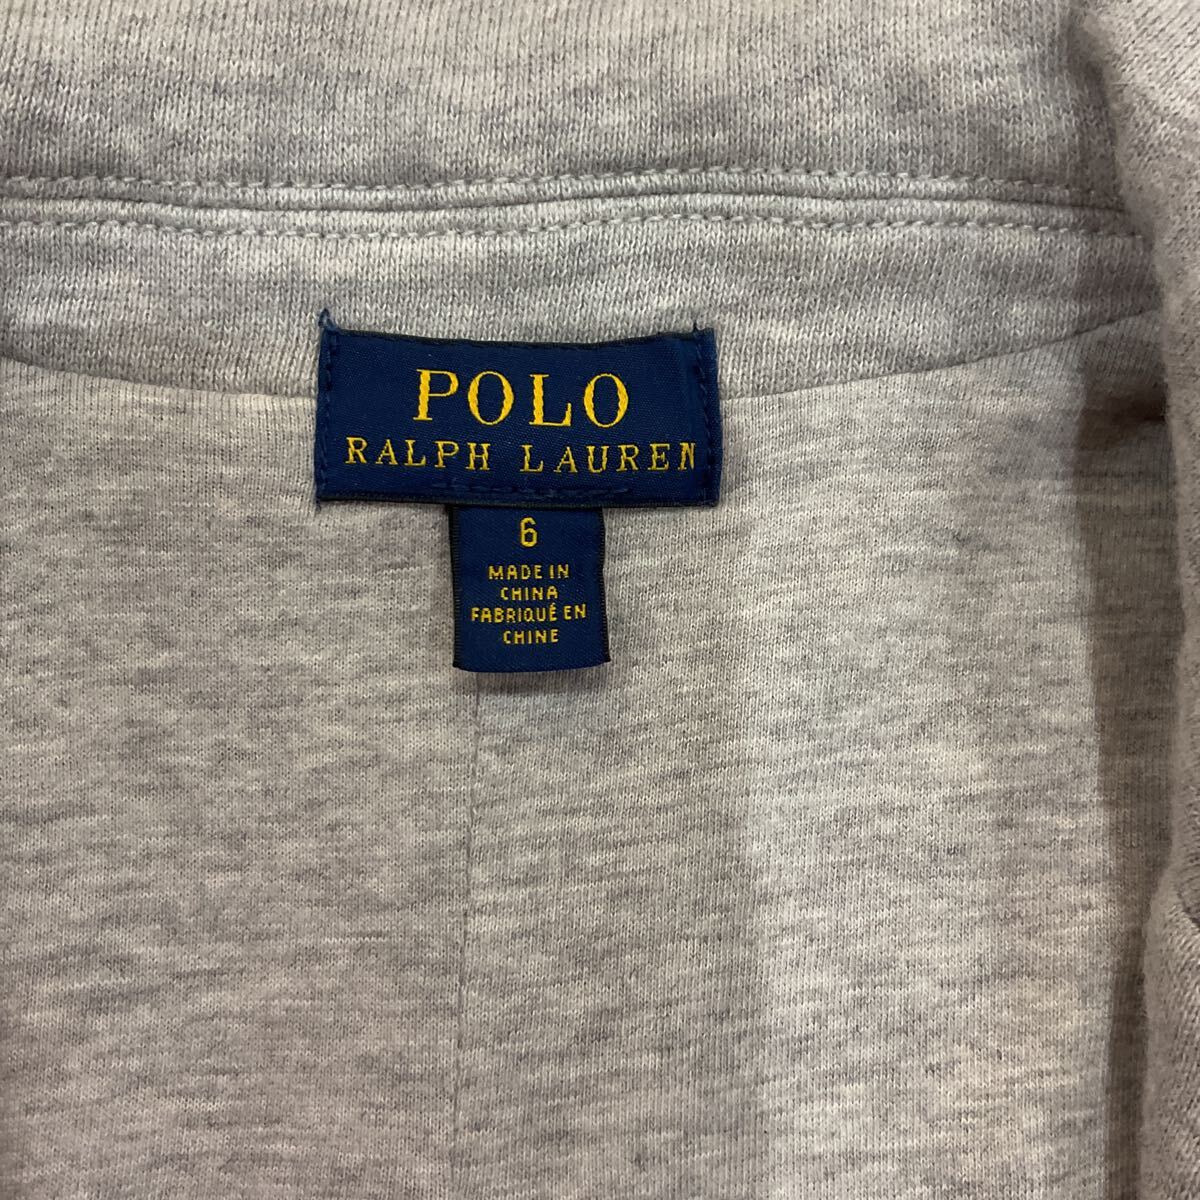 POLO
RALPH LAUREN
6
MADE IN
CHINA
FABRIQUÉ EN
CHINE